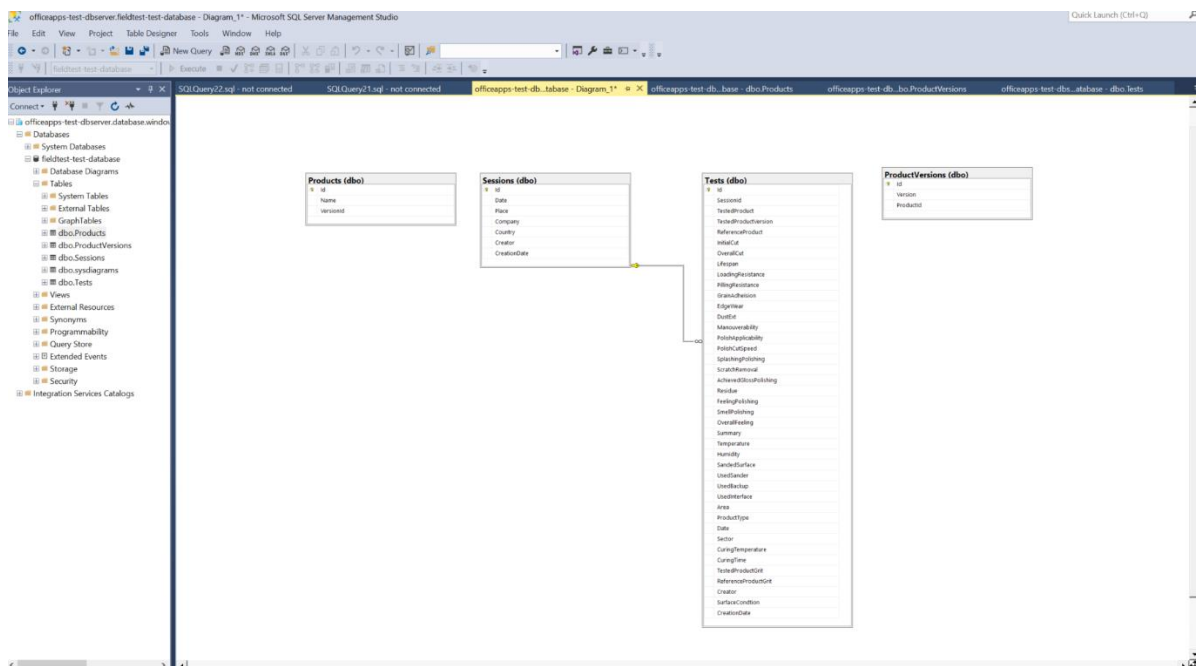 officeapps-test-dbserver.fieldtest-test-database - Diagram_1* - Microsoft SQL Server Management Studio
Quick Launch (Ctrl+Q)
File Edit View Project Table Designer Tools Window Help
New Query
fieldtest-test-database Execute
Object Explorer
SQLQuery22.sql - not connected
SQLQuery21.sql - not connected
officeapps-test-db...tabase - Diagram_1*
officeapps-test-db...base - dbo.Products
officeapps-test-db...bo.ProductVersions
officeapps-test-dbs...atabase - dbo.Tests
Connect
officeapps-test-dbserver.database.window
Databases
System Databases
fieldtest-test-database
Database Diagrams
Tables
System Tables
External Tables
GraphTables
dbo.Products
dbo.ProductVersions
dbo.Sessions
dbo.sysdiagrams
dbo.Tests
Views
External Resources
Synonyms
Programmability
Query Store
Extended Events
Storage
Security
Integration Services Catalogs
Products (dbo)
Id
Name
VersionId
Sessions (dbo)
Id
Date
Place
Company
Country
Creator
CreationDate
Tests (dbo)
Id
SessionId
TestedProduct
TestedProductVersion
ReferenceProduct
InitialCut
OverallCut
Lifespan
LoadingResistance
PillingResistance
GrainAdhesion
EdgeWear
DustExt
Manouverability
PolishApplicability
PolishCutSpeed
SplashingPolishing
ScratchRemoval
AchievedGlossPolishing
Residue
FeelingPolishing
SmellPolishing
OverallFeeling
Summary
Temperature
Humidity
SandedSurface
UsedSander
UsedBackup
UsedInterface
Area
ProductType
Date
Sector
CuringTemperature
CuringTime
TestedProductGrit
ReferenceProductGrit
Creator
SurfaceCondtion
CreationDate
ProductVersions (dbo)
Id
Version
ProductId